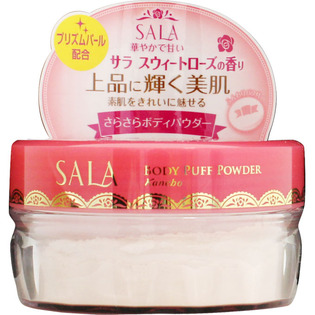 プリズムパール
配合
SALA
華やかで甘い
サラ スウィートローズの香り
上品に輝く美肌
素肌をきれいに魅せる
さらさらボディパウダー
SALA
BODY PUFF POWDER
Kanebo